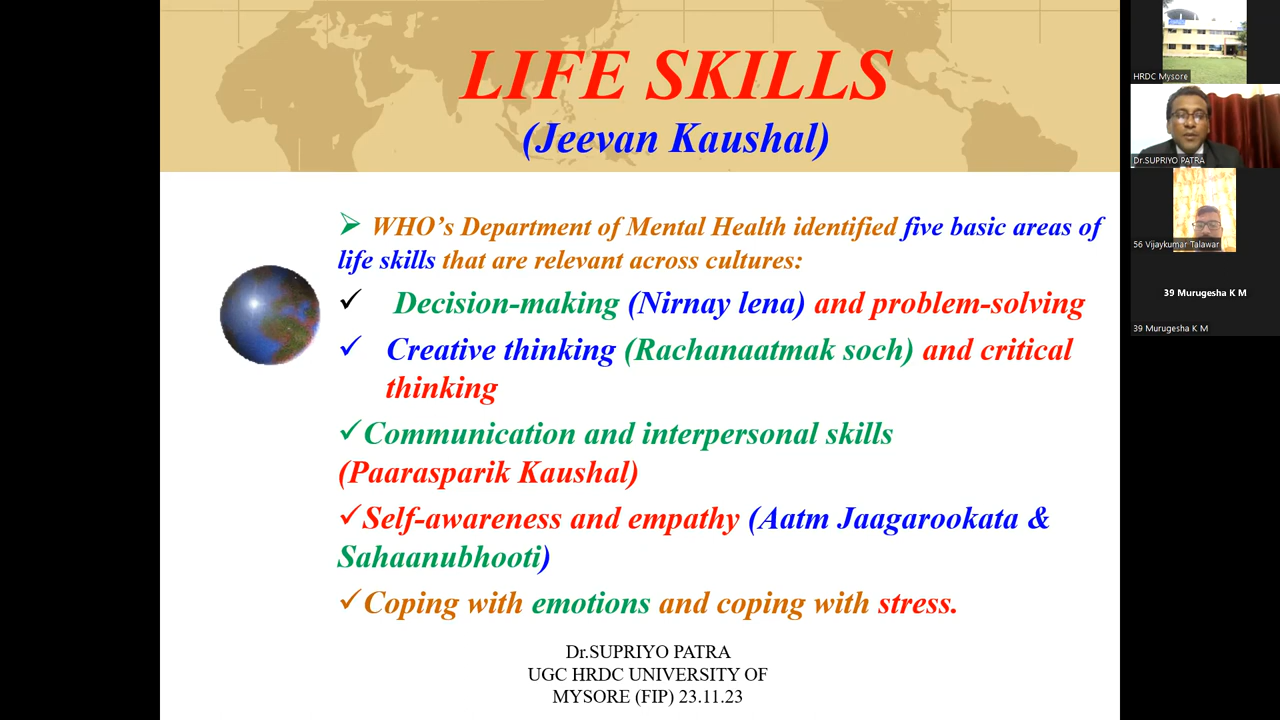 LIFE SKILLS
(Jeevan Kaushal)
WHO’s Department of Mental Health identified five basic areas of
life skills that are relevant across cultures:
Decision-making (Nirnay lena) and problem-solving
Creative thinking (Rachanaatmak soch) and critical
thinking
Communication and interpersonal skills
(Paarasparik Kaushal)
Self-awareness and empathy (Aatm Jaagarookata &
Sahaanubhooti)
Coping with emotions and coping with stress.
Dr.SUPRIYO PATRA
UGC HRDC UNIVERSITY OF
MYSORE (FIP) 23.11.23
HRDC Mysore
Dr.SUPRIYO PATRA
56 Vijaykumar Talawar
39 Murugesha K M
39 Murugesha K M